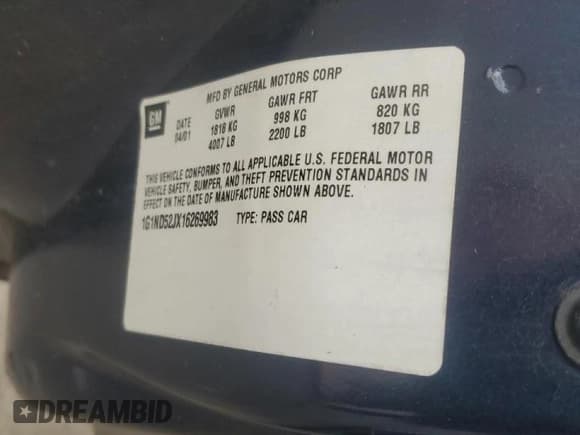 MFD BY GENERAL MOTORS CORP
GM
DATE GVWR GAWR FRT GAWR RR
04/01 1818 KG 998 KG 820 KG
4007 LB 2200 LB 1807 LB
THIS VEHICLE CONFORMS TO ALL APPLICABLE U.S. FEDERAL MOTOR
VEHICLE SAFETY, BUMPER, AND THEFT PREVENTION STANDARDS IN
EFFECT ON THE DATE OF MANUFACTURE SHOWN ABOVE.
1G1ND52JX16269983 TYPE: PASS CAR
DREAMBID